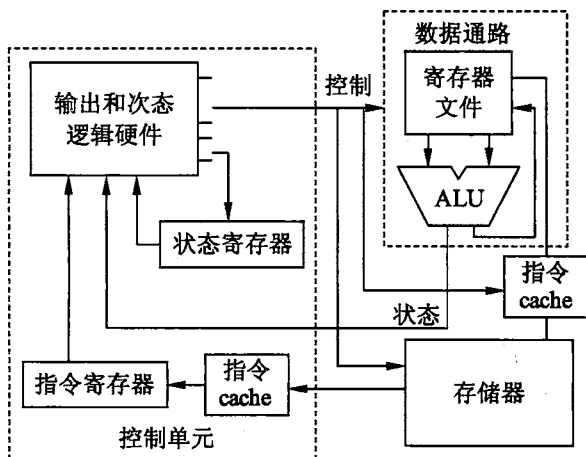 数据通路
输出和次态
逻辑硬件
控制
寄存器
文件
ALU
状态寄存器
指令
cache
状态
指令寄存器
指令
cache
存储器
控制单元